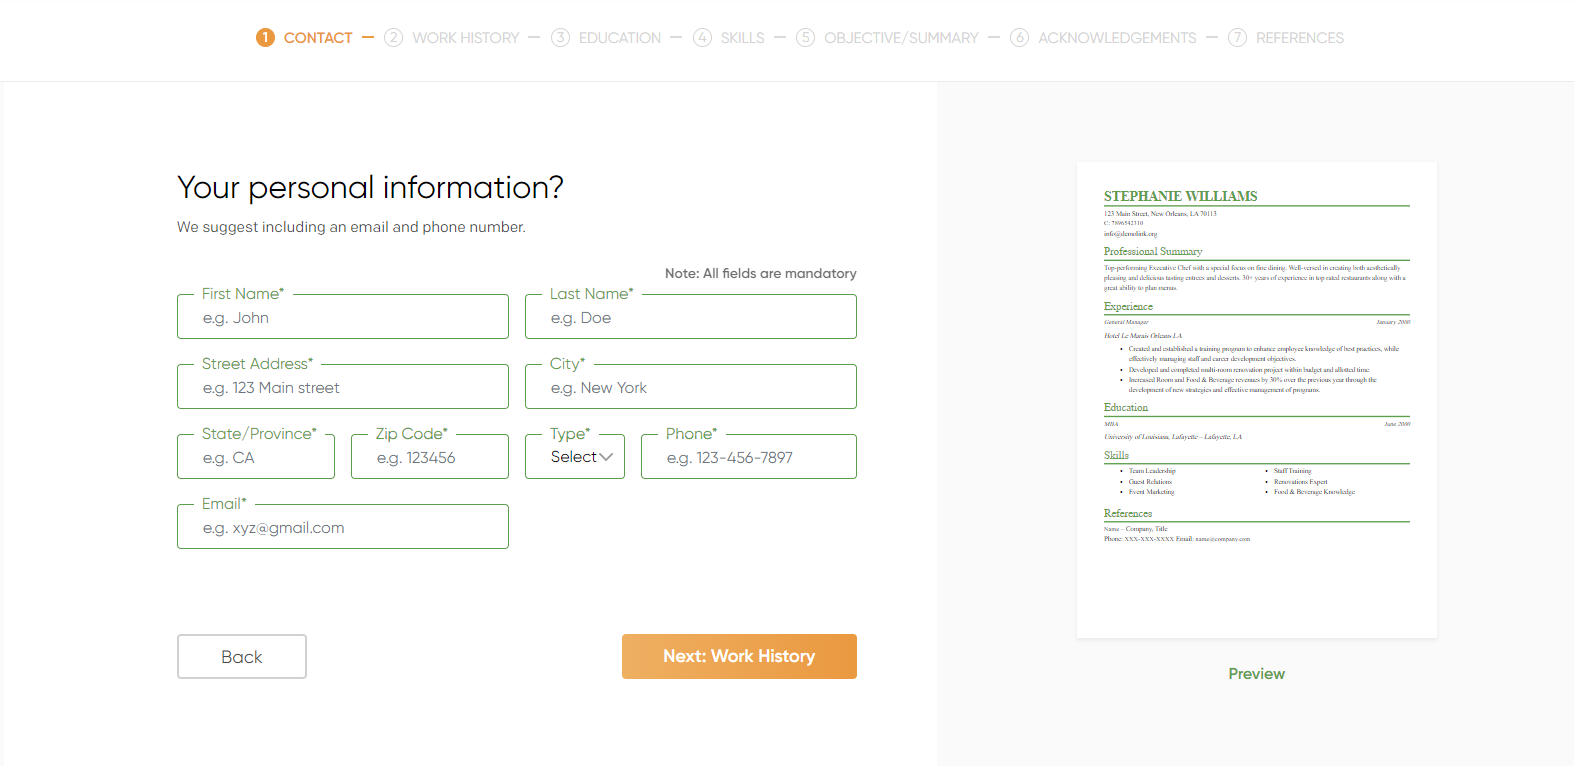 1 CONTACT — 2 WORK HISTORY — 3 EDUCATION — 4 SKILLS — 5 OBJECTIVE/SUMMARY — 6 ACKNOWLEDGEMENTS — 7 REFERENCES
Your personal information?
We suggest including an email and phone number.
Note: All fields are mandatory
First Name*
e.g. John
Last Name*
e.g. Doe
Street Address*
e.g. 123 Main street
City*
e.g. New York
State/Province*
e.g. CA
Zip Code*
e.g. 123456
Type*
Select
Phone*
e.g. 123-456-7897
Email*
e.g. xyz@gmail.com
Back
Next: Work History
STEPHANIE WILLIAMS
123 Main Street, New Orleans, LA 70113
C: 7896542310
info@demolink.org
Professional Summary
Top-performing Executive Chef with a special focus on fine dining. Well-versed in creating both aesthetically
pleasing and delicious tasting entrees and desserts. 30+ years of experience in top rated restaurants along with a
great ability to plan menus.
Experience
General Manager January 2000
Hotel Le Marais Orleans LA
• Created and established a training program to enhance employee knowledge of best practices, while
effectively managing staff and career development objectives.
• Developed and completed multi-room renovation project within budget and allotted time.
• Increased Room and Food & Beverage revenues by 30% over the previous year through the
development of new strategies and effective management of programs.
Education
MBA June 2000
University of Louisiana, Lafayette – Lafayette, LA
Skills
• Team Leadership • Staff Training
• Guest Relations • Renovations Expert
• Event Marketing • Food & Beverage Knowledge
References
Name – Company, Title
Phone: XXX-XXX-XXXX Email: name@company.com
Preview